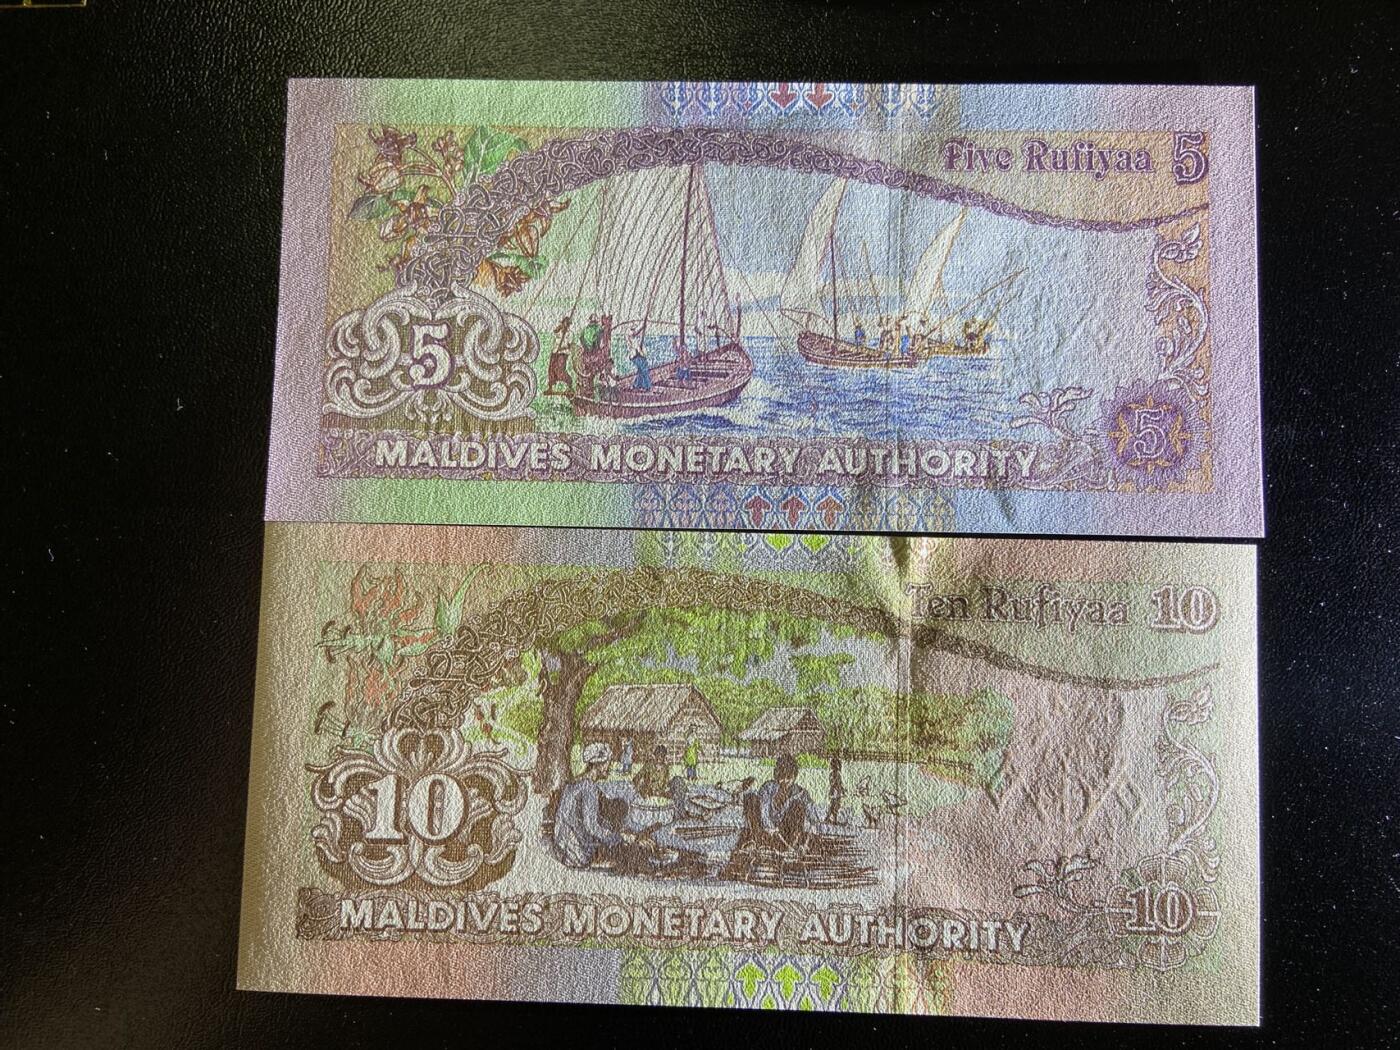 Five Rufiyaa 5
5
5
MALDIVES MONETARY AUTHORITY
Ten Rufiyaa 10
10
10
MALDIVES MONETARY AUTHORITY